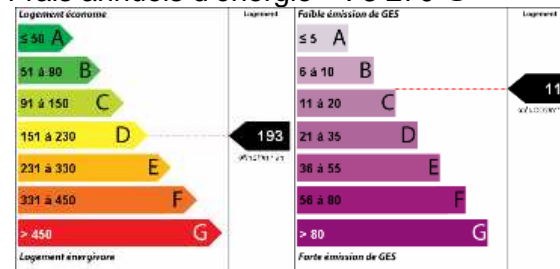 Logement économe Logement
≤ 50 A
51 à 90 B
91 à 150 C
151 à 230 D
193
231 à 330 E
331 à 450 F
> 450 G
Logement énergivore
Faible émission de GES Logement
≤ 5 A
6 à 10 B
11
11 à 20 C
21 à 35 D
36 à 55 E
56 à 80 F
> 80 G
Forte émission de GES